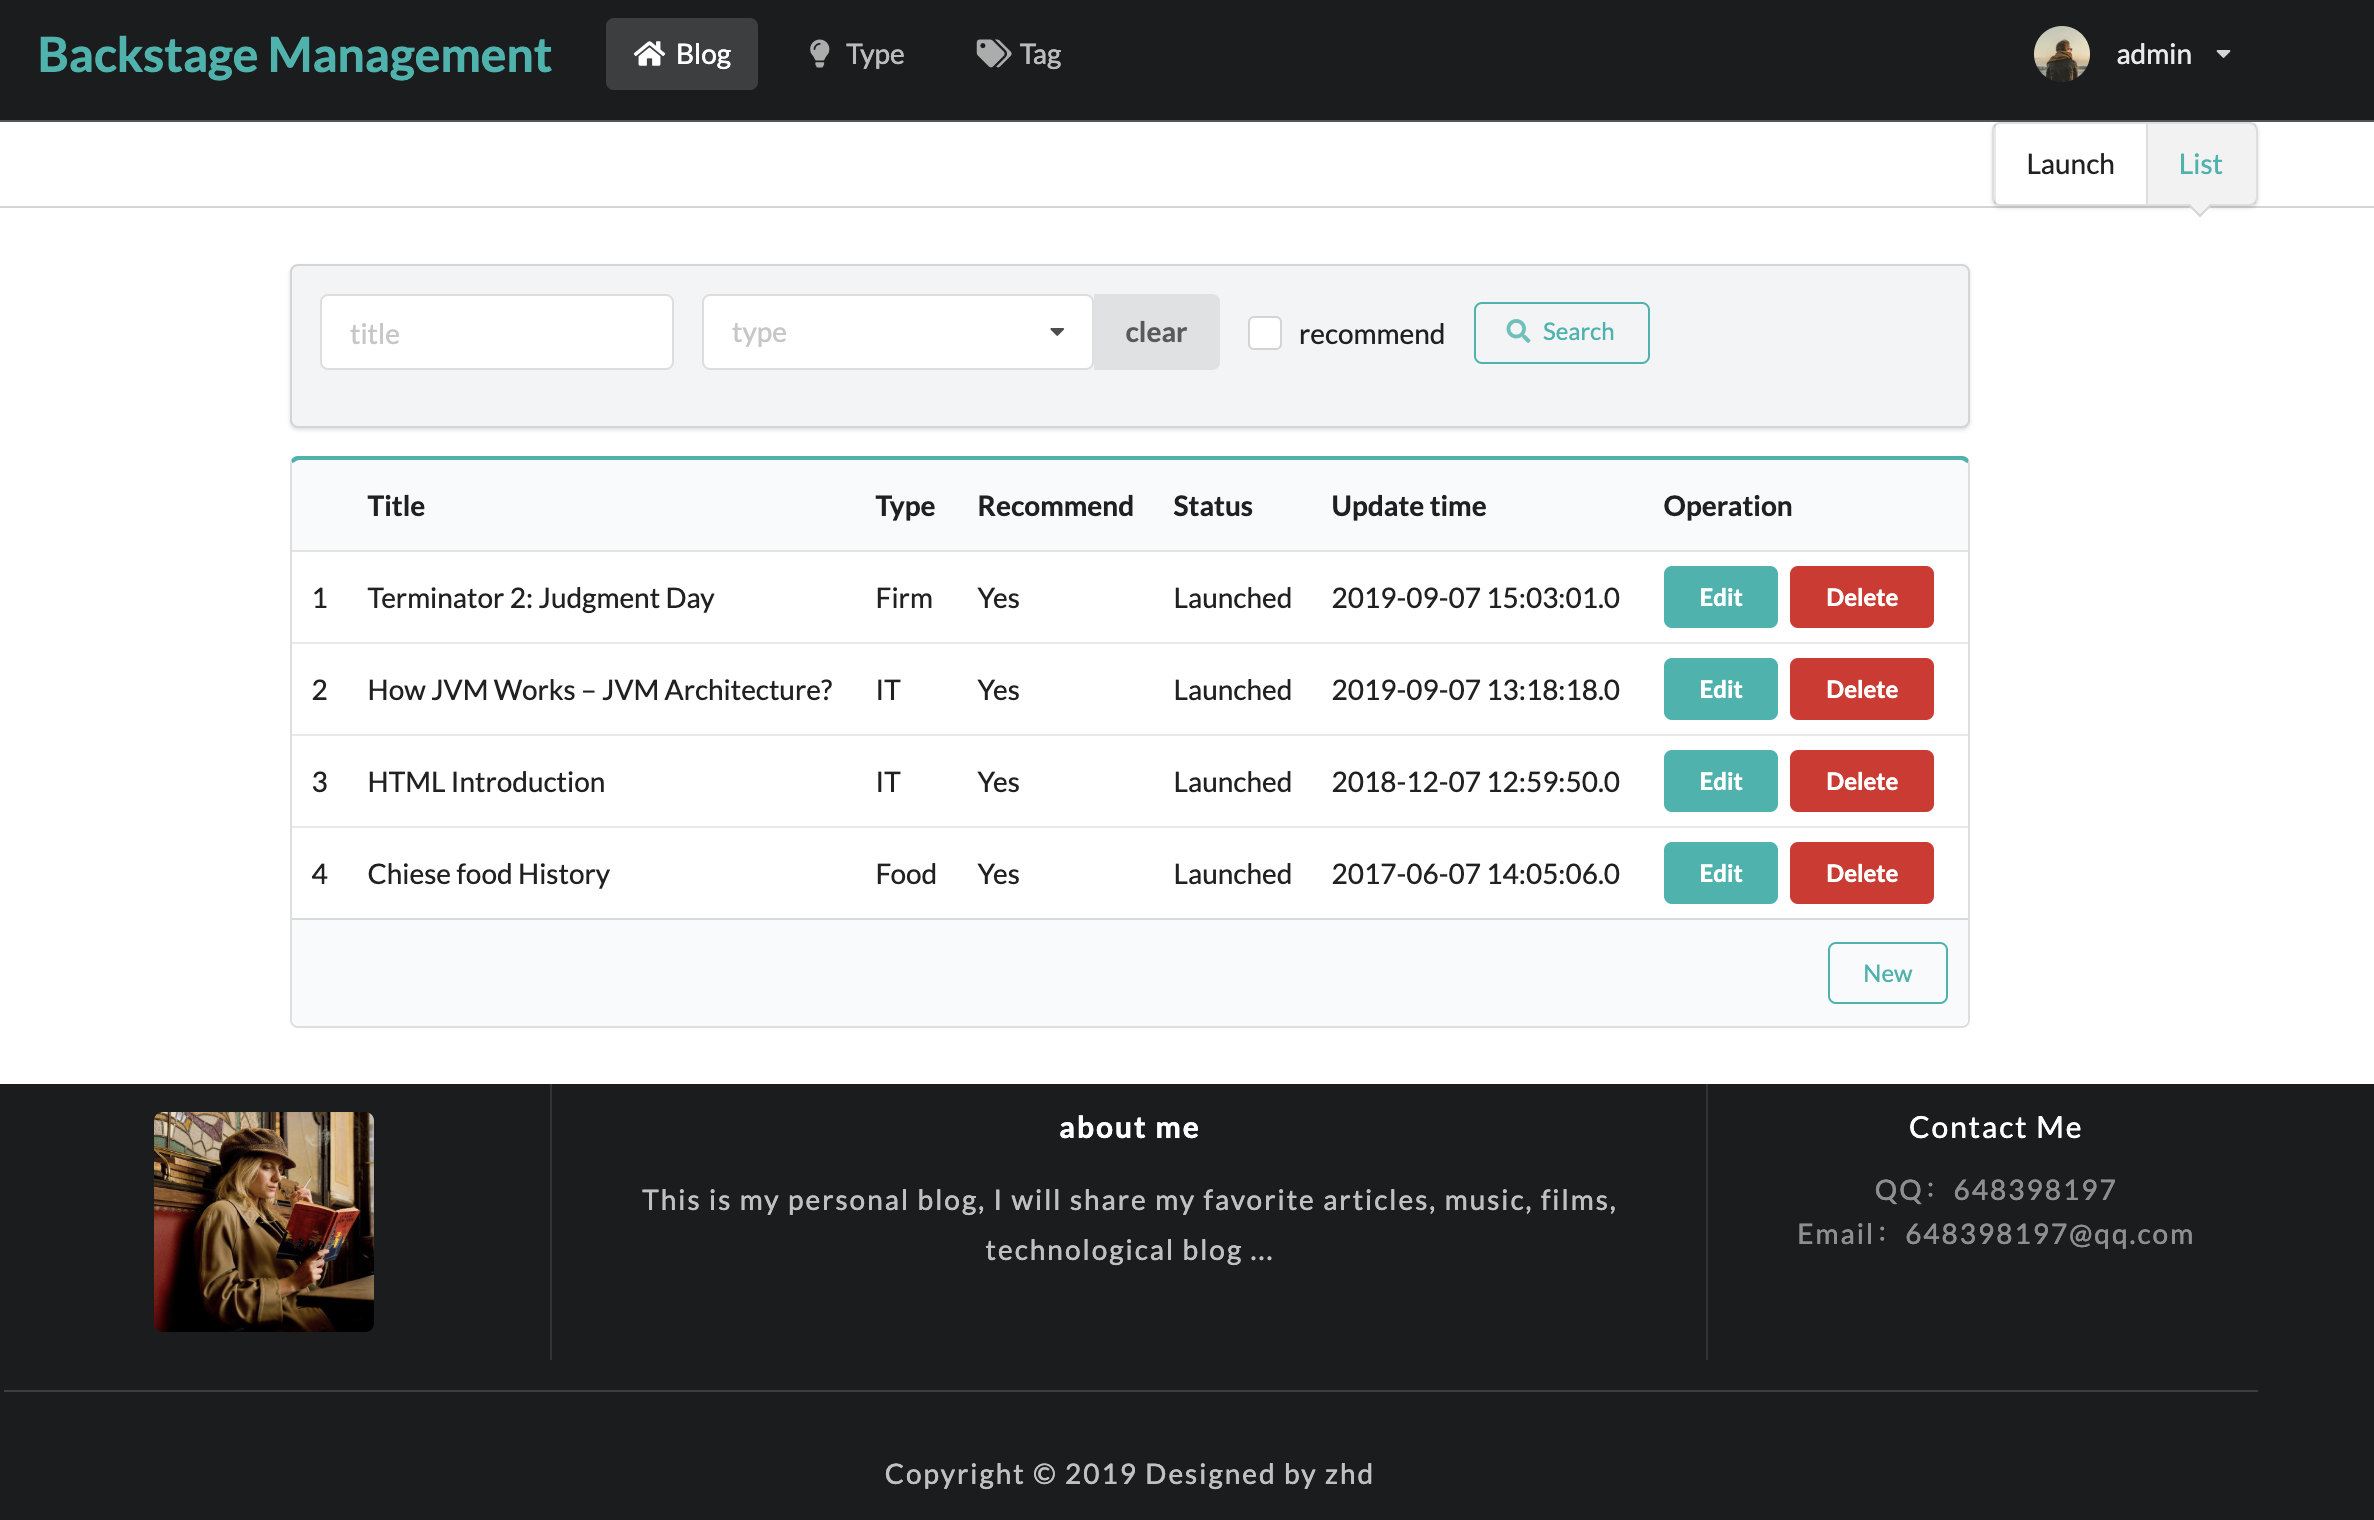 Backstage Management Blog Type Tag admin
Launch List
title type clear recommend Search
Title Type Recommend Status Update time Operation
1 Terminator 2: Judgment Day Firm Yes Launched 2019-09-07 15:03:01.0 Edit Delete
2 How JVM Works – JVM Architecture? IT Yes Launched 2019-09-07 13:18:18.0 Edit Delete
3 HTML Introduction IT Yes Launched 2018-12-07 12:59:50.0 Edit Delete
4 Chiese food History Food Yes Launched 2017-06-07 14:05:06.0 Edit Delete
New
about me
This is my personal blog, I will share my favorite articles, music, films,
technological blog ...
Contact Me
QQ：648398197
Email：648398197@qq.com
Copyright © 2019 Designed by zhd